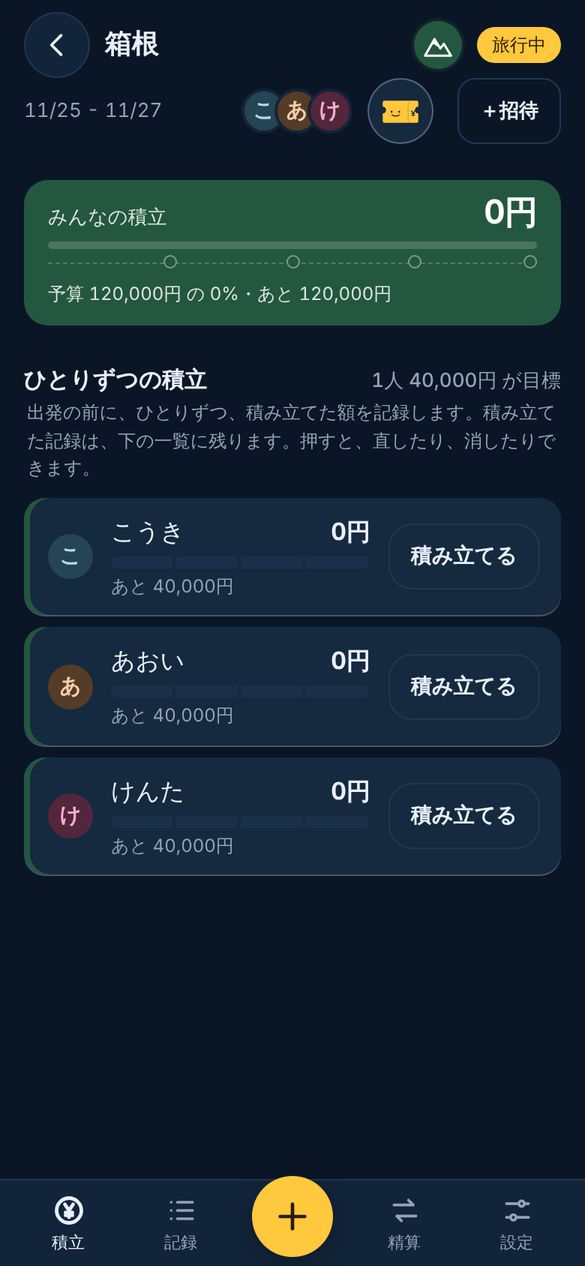 箱根
旅行中
11/25 - 11/27
こ
あ
け
+招待
みんなの積立
0円
予算 120,000円 の 0%・あと 120,000円
ひとりずつの積立
1人 40,000円 が目標
出発の前に、ひとりずつ、積み立てた額を記録します。積み立て
た記録は、下の一覧に残ります。押すと、直したり、消したりで
きます。
こ
こうき
0円
あと 40,000円
積み立てる
あ
あおい
0円
あと 40,000円
積み立てる
け
けんた
0円
あと 40,000円
積み立てる
積立
記録
精算
設定